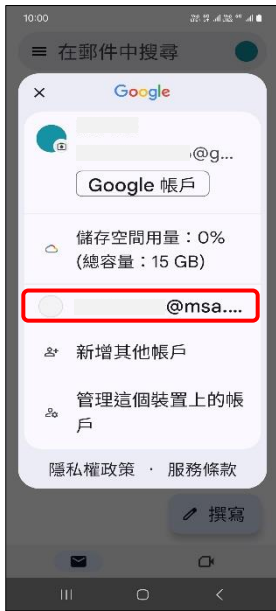 10:00
在郵件中搜尋
Google
@g...
Google 帳戶
儲存空間用量：0%
(總容量：15 GB)
@msa....
新增其他帳戶
管理這個裝置上的帳
戶
隱私權政策 · 服務條款
撰寫